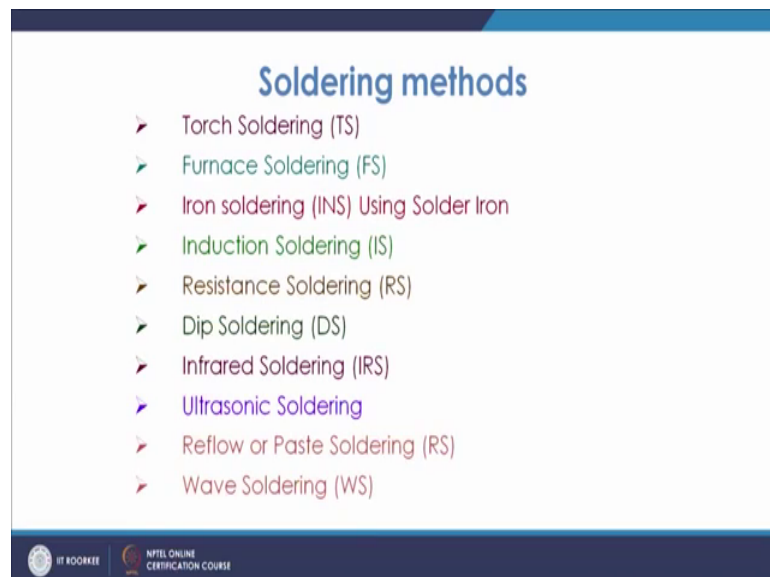 Soldering methods
Torch Soldering (TS)
Furnace Soldering (FS)
Iron soldering (INS) Using Solder Iron
Induction Soldering (IS)
Resistance Soldering (RS)
Dip Soldering (DS)
Infrared Soldering (IRS)
Ultrasonic Soldering
Reflow or Paste Soldering (RS)
Wave Soldering (WS)
IIT ROORKEE
NPTEL ONLINE
CERTIFICATION COURSE